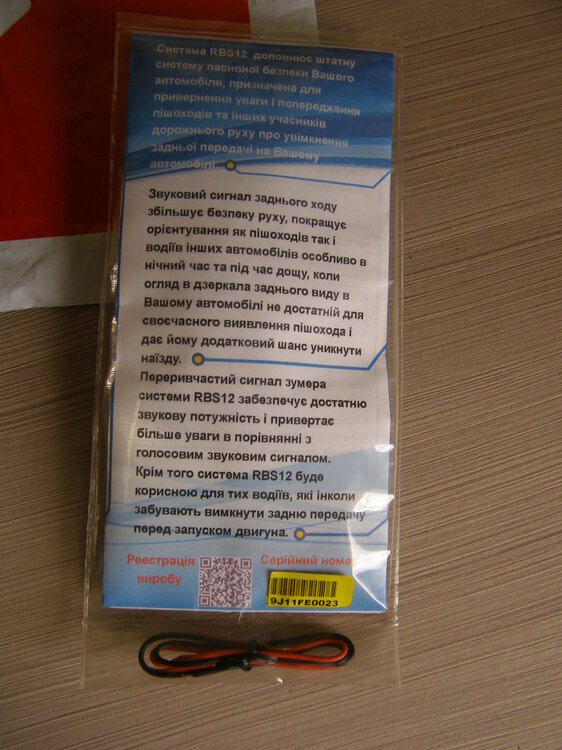 Система RBS12 доповнює штатну
систему пасивної безпеки Вашого
автомобіля, призначена для
привернення уваги і попередження
пішоходів та інших учасників
дорожнього руху про увімкнення
задньої передачі на Вашому
автомобілі.
Звуковий сигнал заднього ходу
збільшує безпеку руху, покращує
орієнтування як пішоходів так і
водіїв інших автомобілів особливо в
нічний час та під час дощу, коли
огляд в дзеркала заднього виду в
Вашому автомобілі не достатній для
своєчасного виявлення пішохода і
дає йому додатковий шанс уникнути
наїзду.
Переривчастий сигнал зумера
системи RBS12 забезпечує достатню
звукову потужність і привертає
більше уваги в порівнянні з
голосовим звуковим сигналом.
Крім того система RBS12 буде
корисною для тих водіїв, які інколи
забувають вимкнути задню передачу
перед запуском двигуна.
Реєстрація
виробу
Серійний номер
9J11FE0023